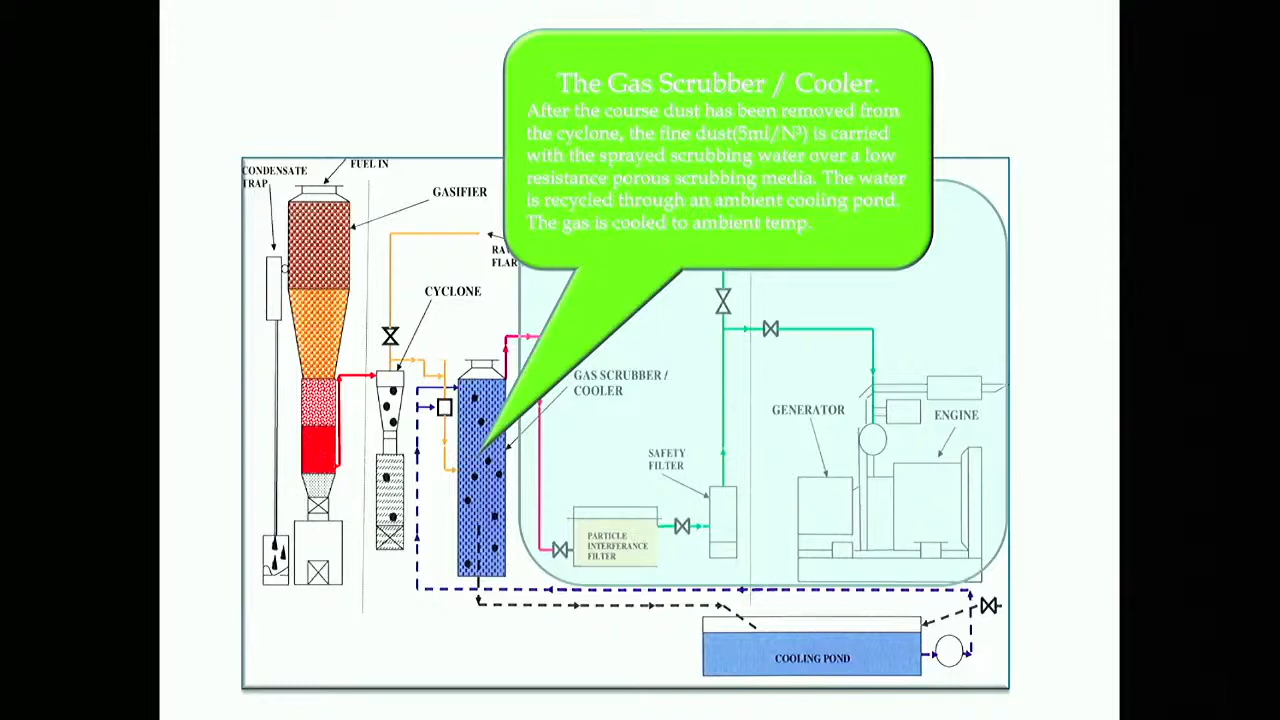 The Gas Scrubber / Cooler.
After the course dust has been removed from
the cyclone, the fine dust(5ml/N³) is carried
with the sprayed scrubbing water over a low
resistance porous scrubbing media. The water
is recycled through an ambient cooling pond.
The gas is cooled to ambient temp.
FUEL IN
CONDENSATE
TRAP
GASIFIER
RA
FLAR
CYCLONE
GAS SCRUBBER /
COOLER
GENERATOR
ENGINE
SAFETY
FILTER
PARTICLE
INTERFERANCE
FILTER
COOLING POND